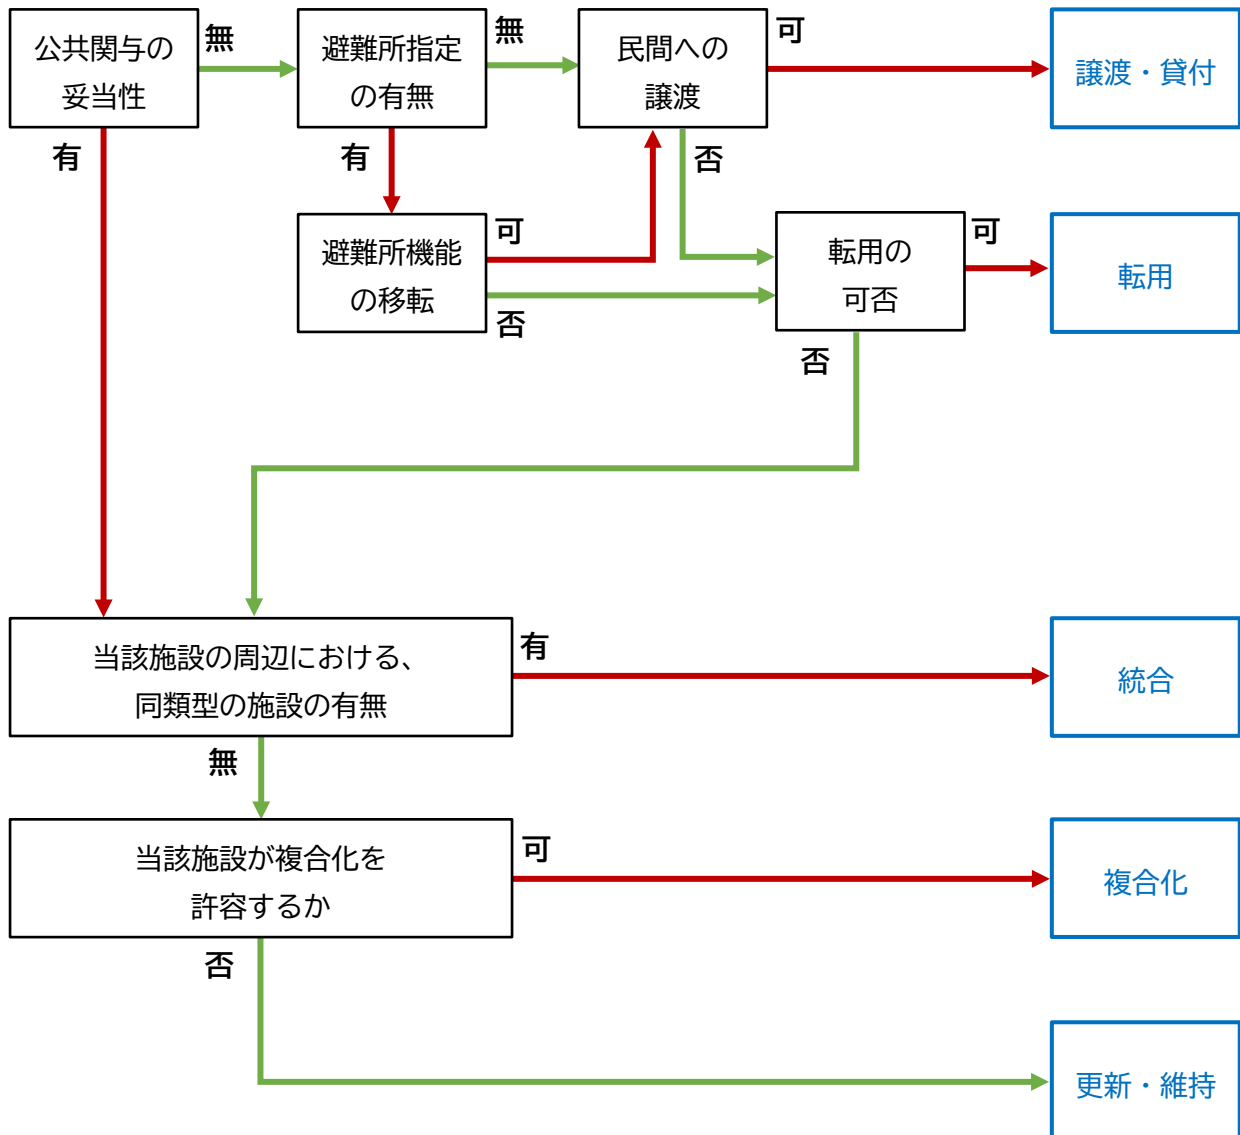 公共関与の
妥当性
無
避難所指定
の有無
無
民間への
譲渡
可
譲渡・貸付
有
有
否
避難所機能
の移転
可
否
転用の
可否
可
転用
否
当該施設の周辺における、
同類型の施設の有無
有
統合
無
当該施設が複合化を
許容するか
可
複合化
否
更新・維持